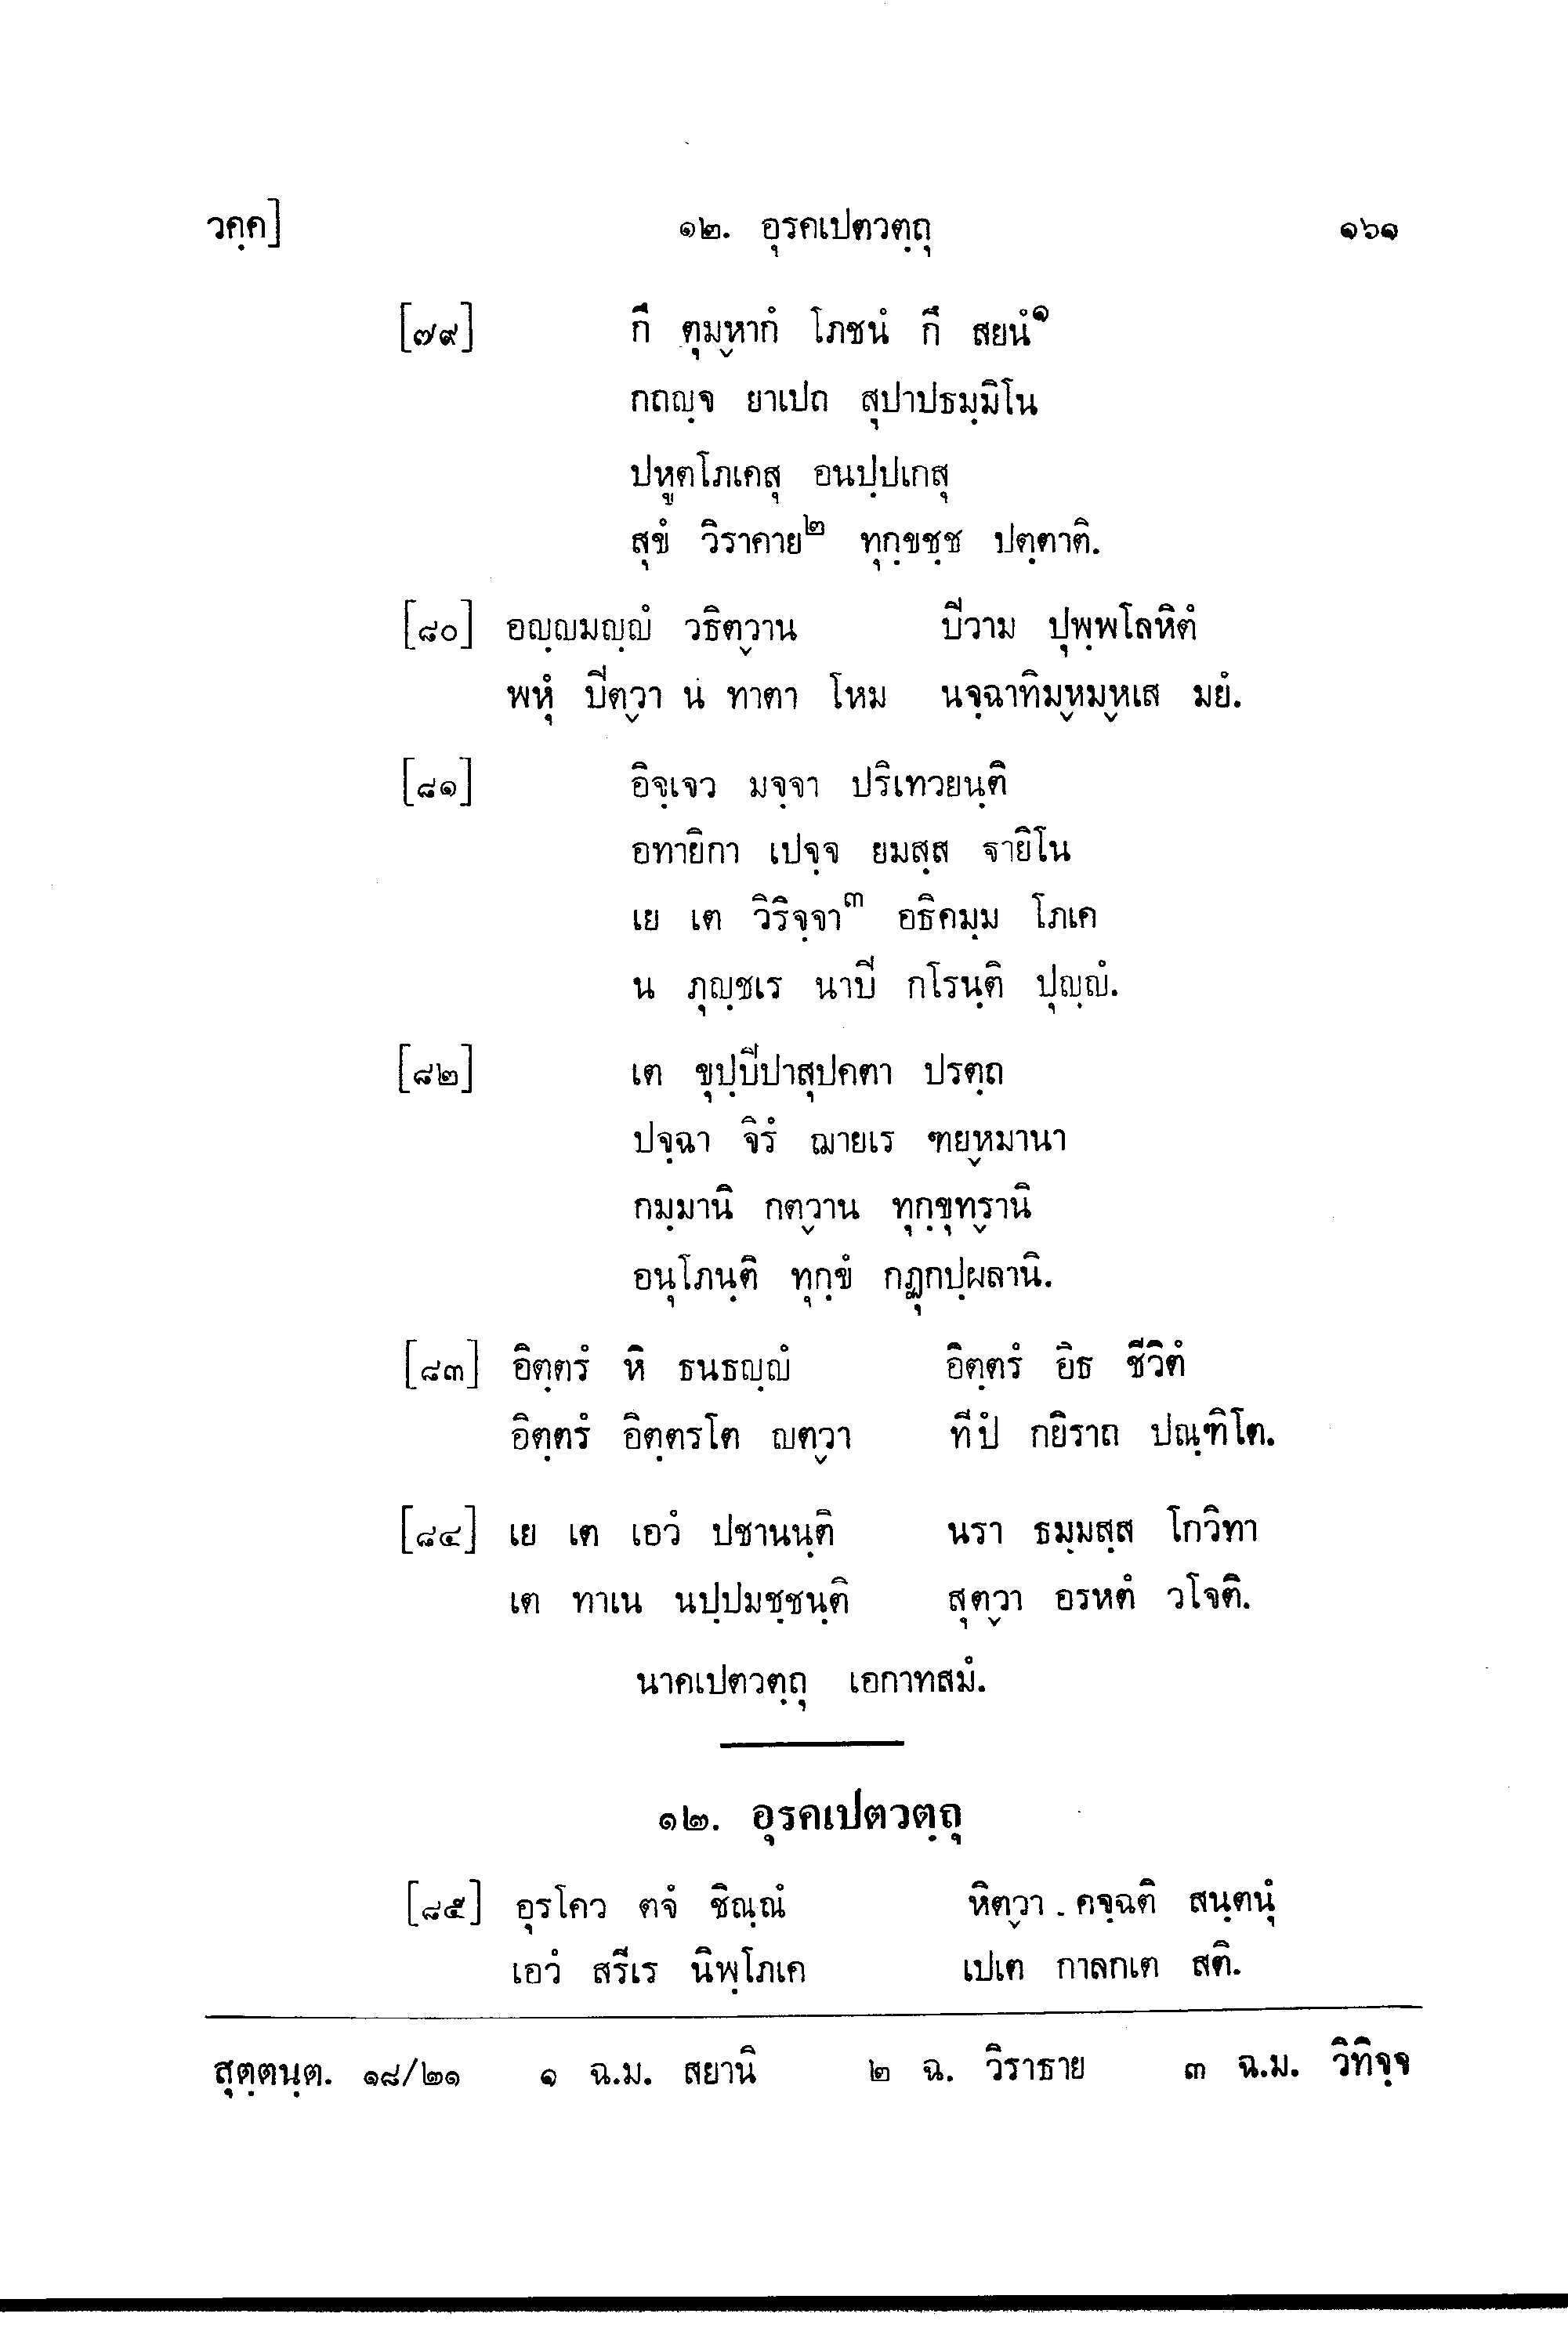 วคฺค]	๑๒. อุรคเปตวตฺถุ	๑๖๑
[๗๙]	กึ ตุมฺหากํ โภชนํ กึ สยนํ๑
กถญฺจ ยาเปถ สุปาปธมฺมิโน
ปหูตโภเคสุ อนปฺปเกสุ
สุขํ วิราคาย๒ ทุกฺขชฺช ปตฺตาติ.
[๘๐] อญฺญมญฺญํ วธิตฺวาน	ปีวาม ปุพฺพโลหิตํ
พหุํ ปีตฺวา น ทาตา โหม	นจฺฉาทิมฺหมฺหเส มยํ.
[๘๑]	อิจฺเจว มจฺจา ปริเทวยนฺติ
อทายิกา เปจฺจ ยมสฺส ฐายิโน
เย เต วิริจฺจา๓ อธิคมฺม โภเค
น ภุญฺชเร นาปี กโรนฺติ ปุญฺญํ.
[๘๒]	เต ขุปฺปีปาสุปคตา ปรตฺถ
ปจฺฉา จิรํ ฌายเร ฑยฺหมานา
กมฺมานิ กตฺวาน ทุกฺขุทฺรานิ
อนุโภนฺติ ทุกฺขํ กฏุกปฺผลานิ.
[๘๓] อิตฺตรํ หิ ธนธญฺญํ	อิตฺตรํ อิธ ชีวิตํ
อิตฺตรํ อิตฺตรโต ญตฺวา	ทีปํ กยิราถ ปณฺฑิโต.
[๘๔] เย เต เอวํ ปชานนฺติ	นรา ธมฺมสฺส โกวิทา
เต ทาเน นปฺปมชฺชนฺติ	สุตฺวา อรหตํ วโจติ.
นาคเปตวตฺถุ เอกาทสมํ.
๑๒. อุรคเปตวตฺถุ
[๘๕] อุรโคว ตจํ ชิณฺณํ	หิตฺวา คจฺฉติ สนฺตนุํ
เอวํ สรีเร นิพฺโภเค	เปเต กาลกเต สติ.
สุตฺตนฺต. ๑๘/๒๑	๑ ฉ.ม. สยานิ	๒ ฉ. วิราธาย	๓ ฉ.ม. วิทิจฺจ